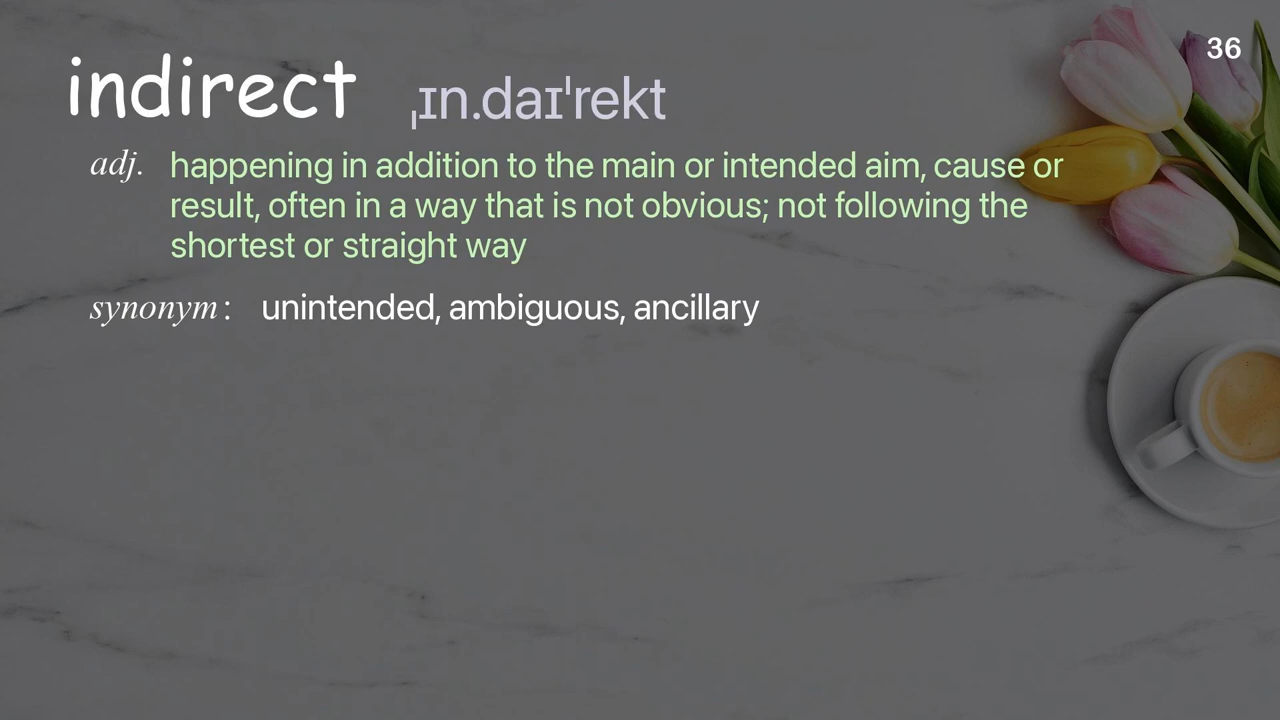 36
indirect ˌɪn.daɪˈrekt
adj. happening in addition to the main or intended aim, cause or
result, often in a way that is not obvious; not following the
shortest or straight way
synonym: unintended, ambiguous, ancillary